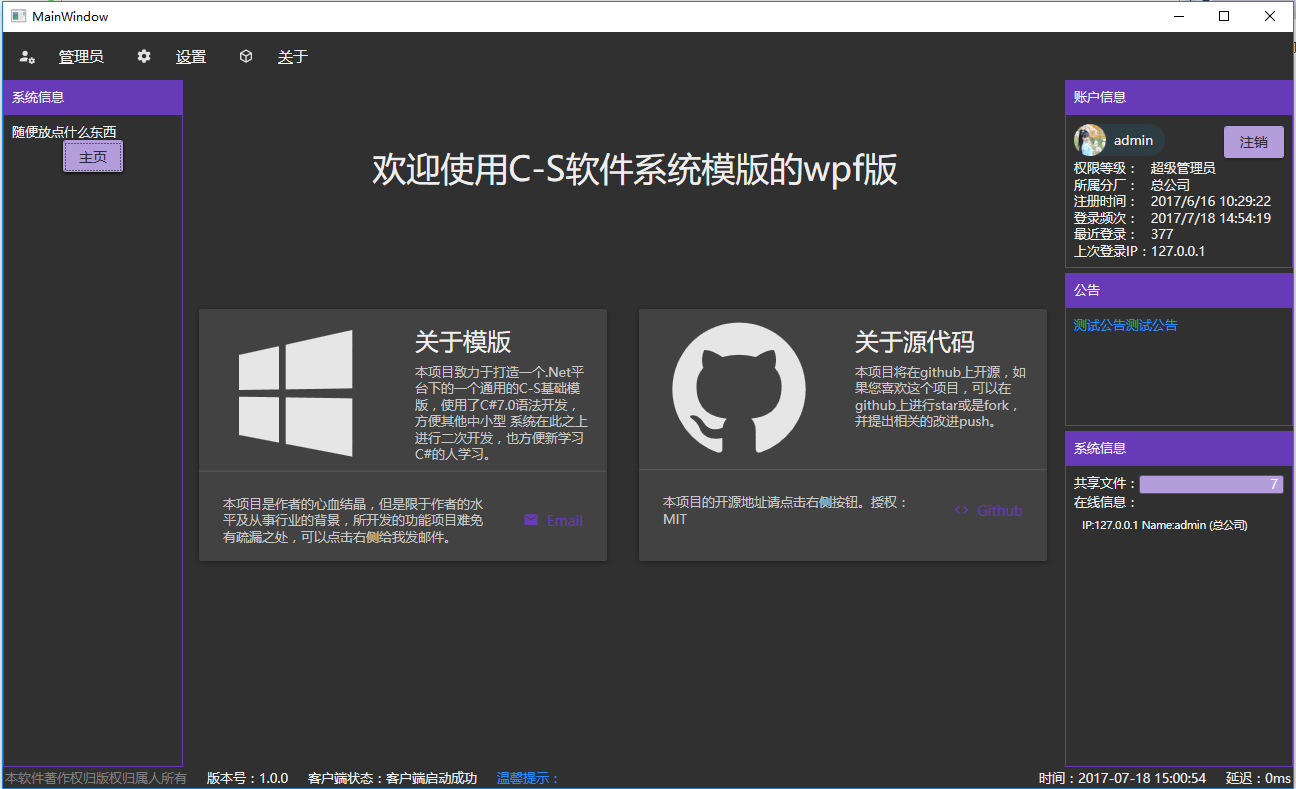 MainWindow
管理员 设置 关于
系统信息
随便放点什么东西
主页
欢迎使用C-S软件系统模版的wpf版
关于模版
本项目致力于打造一个.Net平
台下的一个通用的C-S基础模
版，使用了C#7.0语法开发，
方便其他中小型 系统在此之上
进行二次开发，也方便新学习
C#的人学习。
本项目是作者的心血结晶，但是限于作者的水
平及从事行业的背景，所开发的功能项目难免
有疏漏之处，可以点击右侧给我发邮件。
Email
关于源代码
本项目将在github上开源，如
果您喜欢这个项目，可以在
github上进行star或是fork，
并提出相关的改进push。
本项目的开源地址请点击右侧按钮。授权：
MIT
Github
账户信息
admin
注销
权限等级： 超级管理员
所属分厂： 总公司
注册时间： 2017/6/16 10:29:22
登录频次： 2017/7/18 14:54:19
最近登录： 377
上次登录IP：127.0.0.1
公告
测试公告测试公告
系统信息
共享文件： 7
在线信息：
IP:127.0.0.1 Name:admin (总公司)
本软件著作权归版权归属人所有 版本号：1.0.0 客户端状态：客户端启动成功 温馨提示： 时间：2017-07-18 15:00:54 延迟：0ms